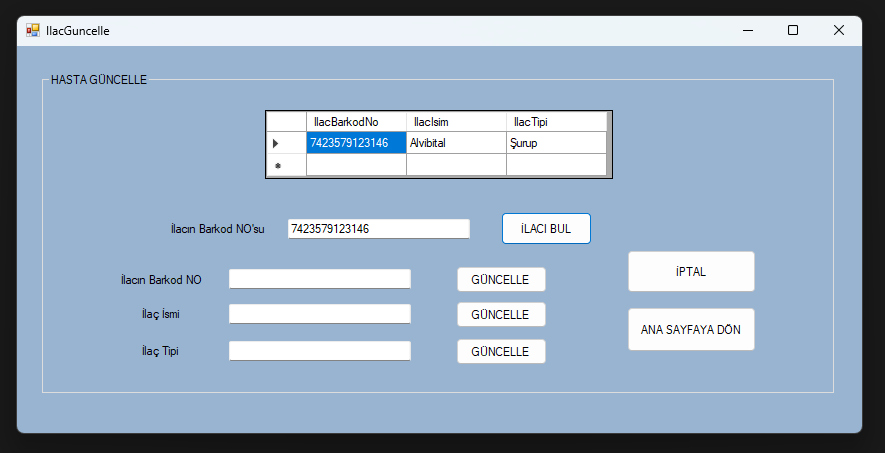 IlacGuncelle
HASTA GÜNCELLE
IlacBarkodNo IlacIsim IlacTipi
7423579123146 Alvibital Şurup
İlacın Barkod NO'su 7423579123146 İLACI BUL
İlacın Barkod NO GÜNCELLE İPTAL
İlaç İsmi GÜNCELLE
ANA SAYFAYA DÖN
İlaç Tipi GÜNCELLE